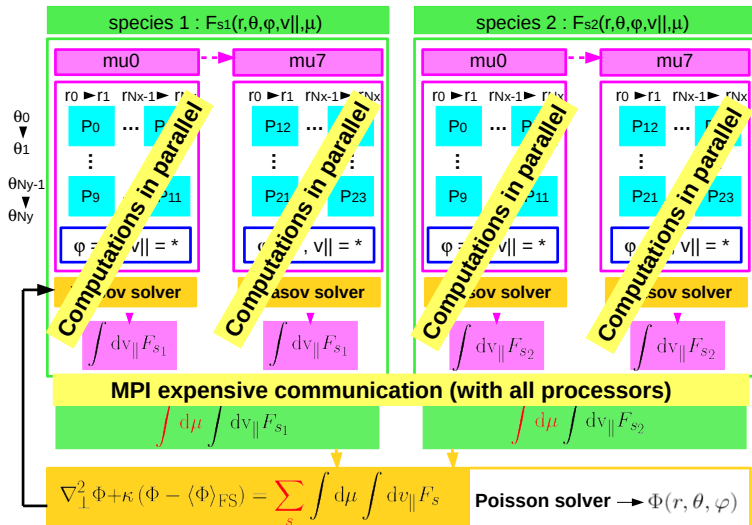 species 1 : Fs1(r,θ,φ,v||,μ)
species 2 : Fs2(r,θ,φ,v||,μ)
mu0
mu7
mu0
mu7
r0 ►r1 rNx-1► rNx
r0 ►r1 rNx-1► rNx
r0 ►r1 rNx-1► rNx
r0 ►r1 rNx-1► rNx
θ0
▼
θ1
θNy-1
▼
θNy
P0 ...
P12 ...
P0 ...
P12 ...
⋮
⋮
⋮
⋮
P9 P11
P21 P23
P9 P11
P21 P23
φ = v|| = *
φ , v|| = *
φ = v|| = *
φ , v|| = *
Computations in parallel
Computations in parallel
Computations in parallel
Computations in parallel
solver
solver
solver
solver
∫ dv∥Fs1
∫ dv∥Fs1
∫ dv∥Fs2
∫ dv∥Fs2
MPI expensive communication (with all processors)
∫ dμ ∫ dv∥Fs1
∫ dμ ∫ dv∥Fs2
∇²⊥Φ+κ (Φ − ⟨Φ⟩FS) = ∑s ∫ dμ ∫ dv∥Fs
Poisson solver → Φ(r, θ, φ)